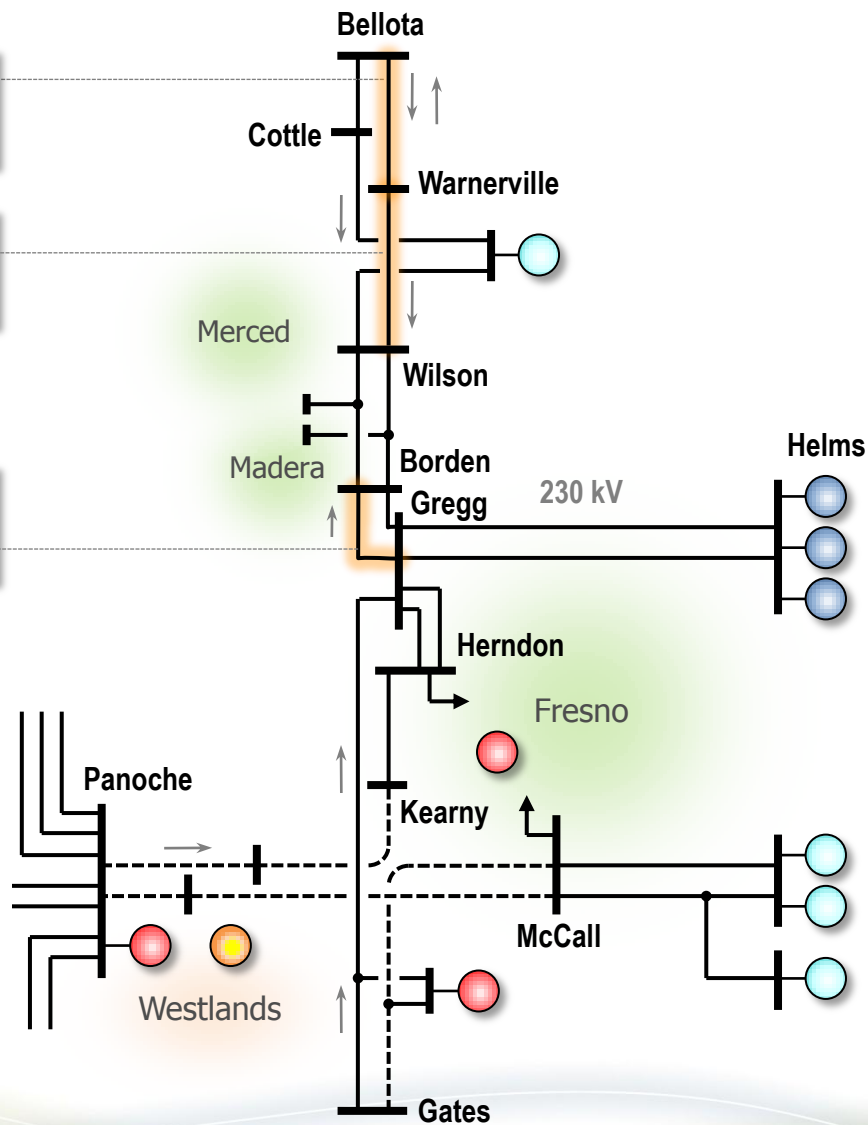 Bellota
Cottle
Warnerville
Merced
Wilson
Madera
Borden
Helms
Gregg
230 kV
Herndon
Fresno
Panoche
Kearny
McCall
Westlands
Gates